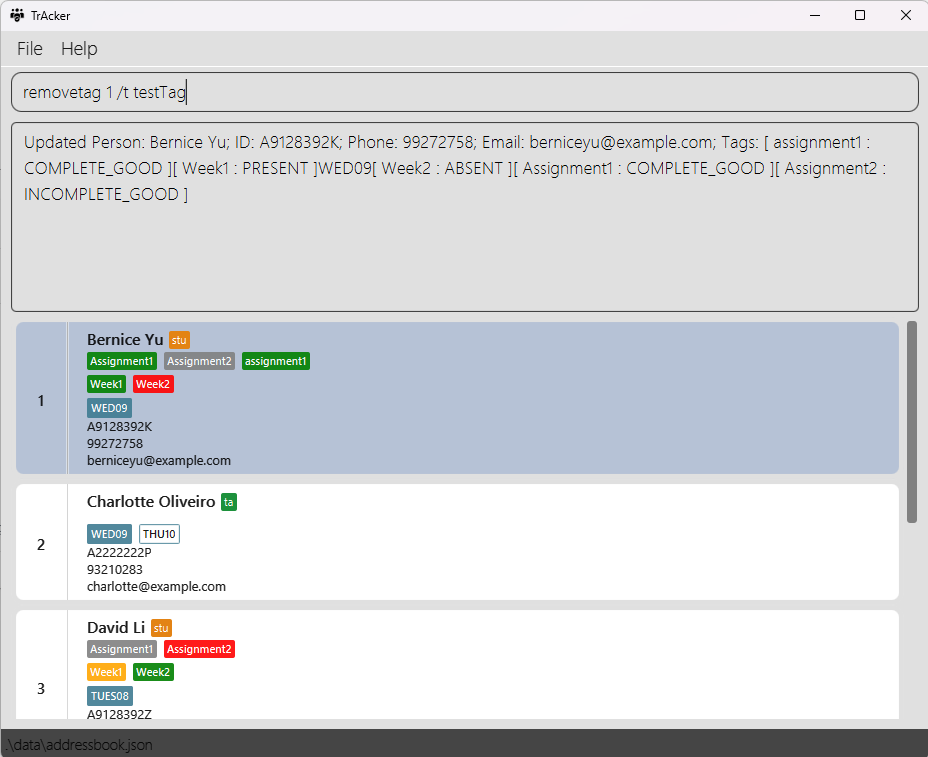 TrAcker
File Help
removetag 1 /t testTag
Updated Person: Bernice Yu; ID: A9128392K; Phone: 99272758; Email: berniceyu@example.com; Tags: [ assignment1 :
COMPLETE_GOOD ][ Week1 : PRESENT ]WED09[ Week2 : ABSENT ][ Assignment1 : COMPLETE_GOOD ][ Assignment2 :
INCOMPLETE_GOOD ]
1
Bernice Yu stu
Assignment1 Assignment2 assignment1
Week1 Week2
WED09
A9128392K
99272758
berniceyu@example.com
2
Charlotte Oliveiro ta
WED09 THU10
A2222222P
93210283
charlotte@example.com
3
David Li stu
Assignment1 Assignment2
Week1 Week2
TUES08
A9128392Z
.\data\addressbook.json